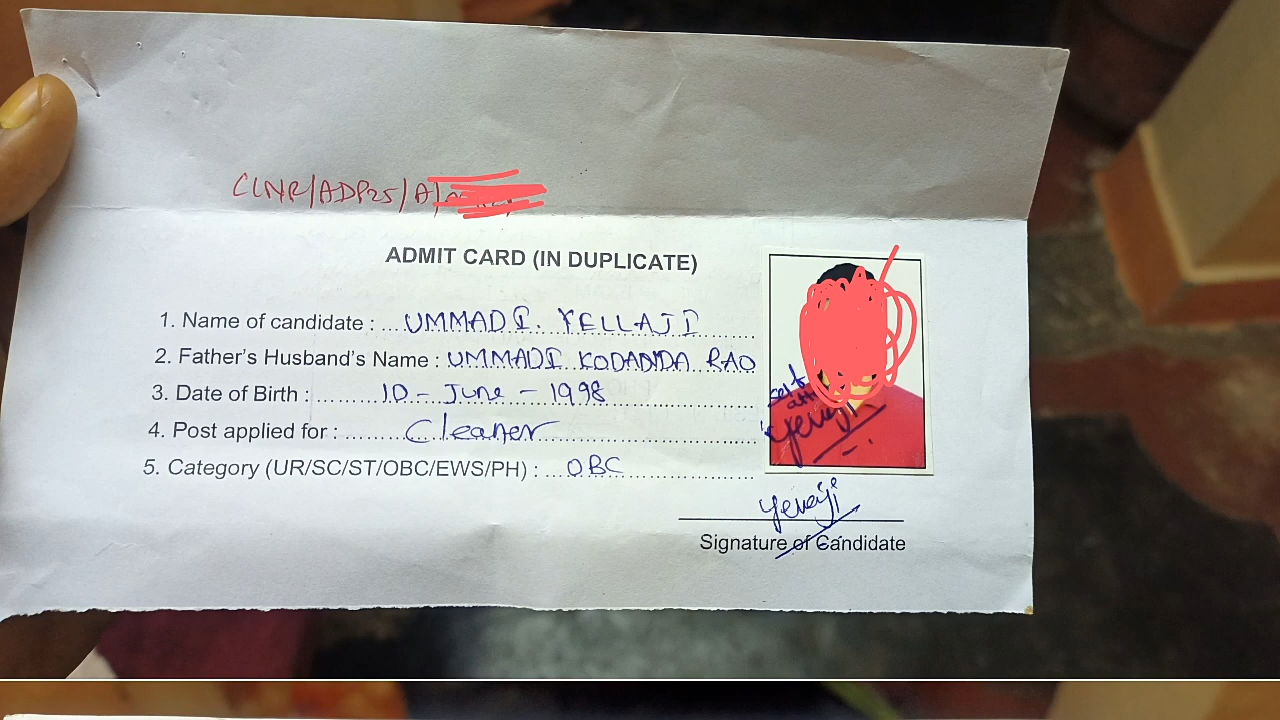 CLNR/ADP25/A/
ADMIT CARD (IN DUPLICATE)
1. Name of candidate : ... UMMADI. YELLAJI
2. Father's Husband's Name : UMMADI KODANDA RAO
3. Date of Birth : ......... 10 - June - 1998
4. Post applied for : ......... Cleaner
5. Category (UR/SC/ST/OBC/EWS/PH) : ... OBC
self
Signature of Candidate